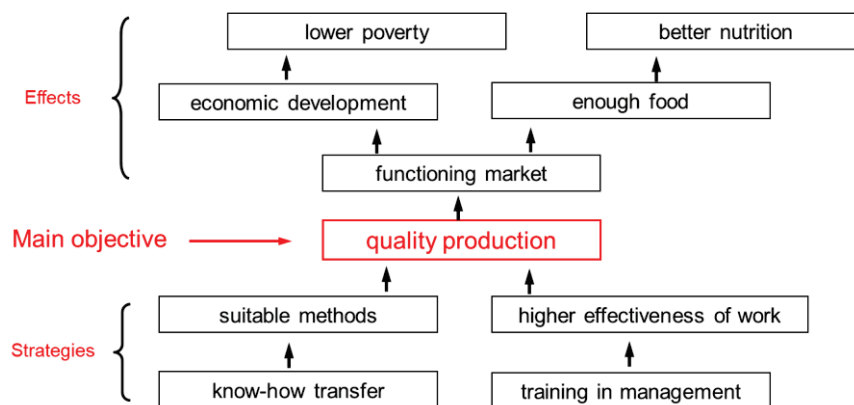 lower poverty
better nutrition
Effects
economic development
enough food
functioning market
Main objective
quality production
suitable methods
higher effectiveness of work
Strategies
know-how transfer
training in management